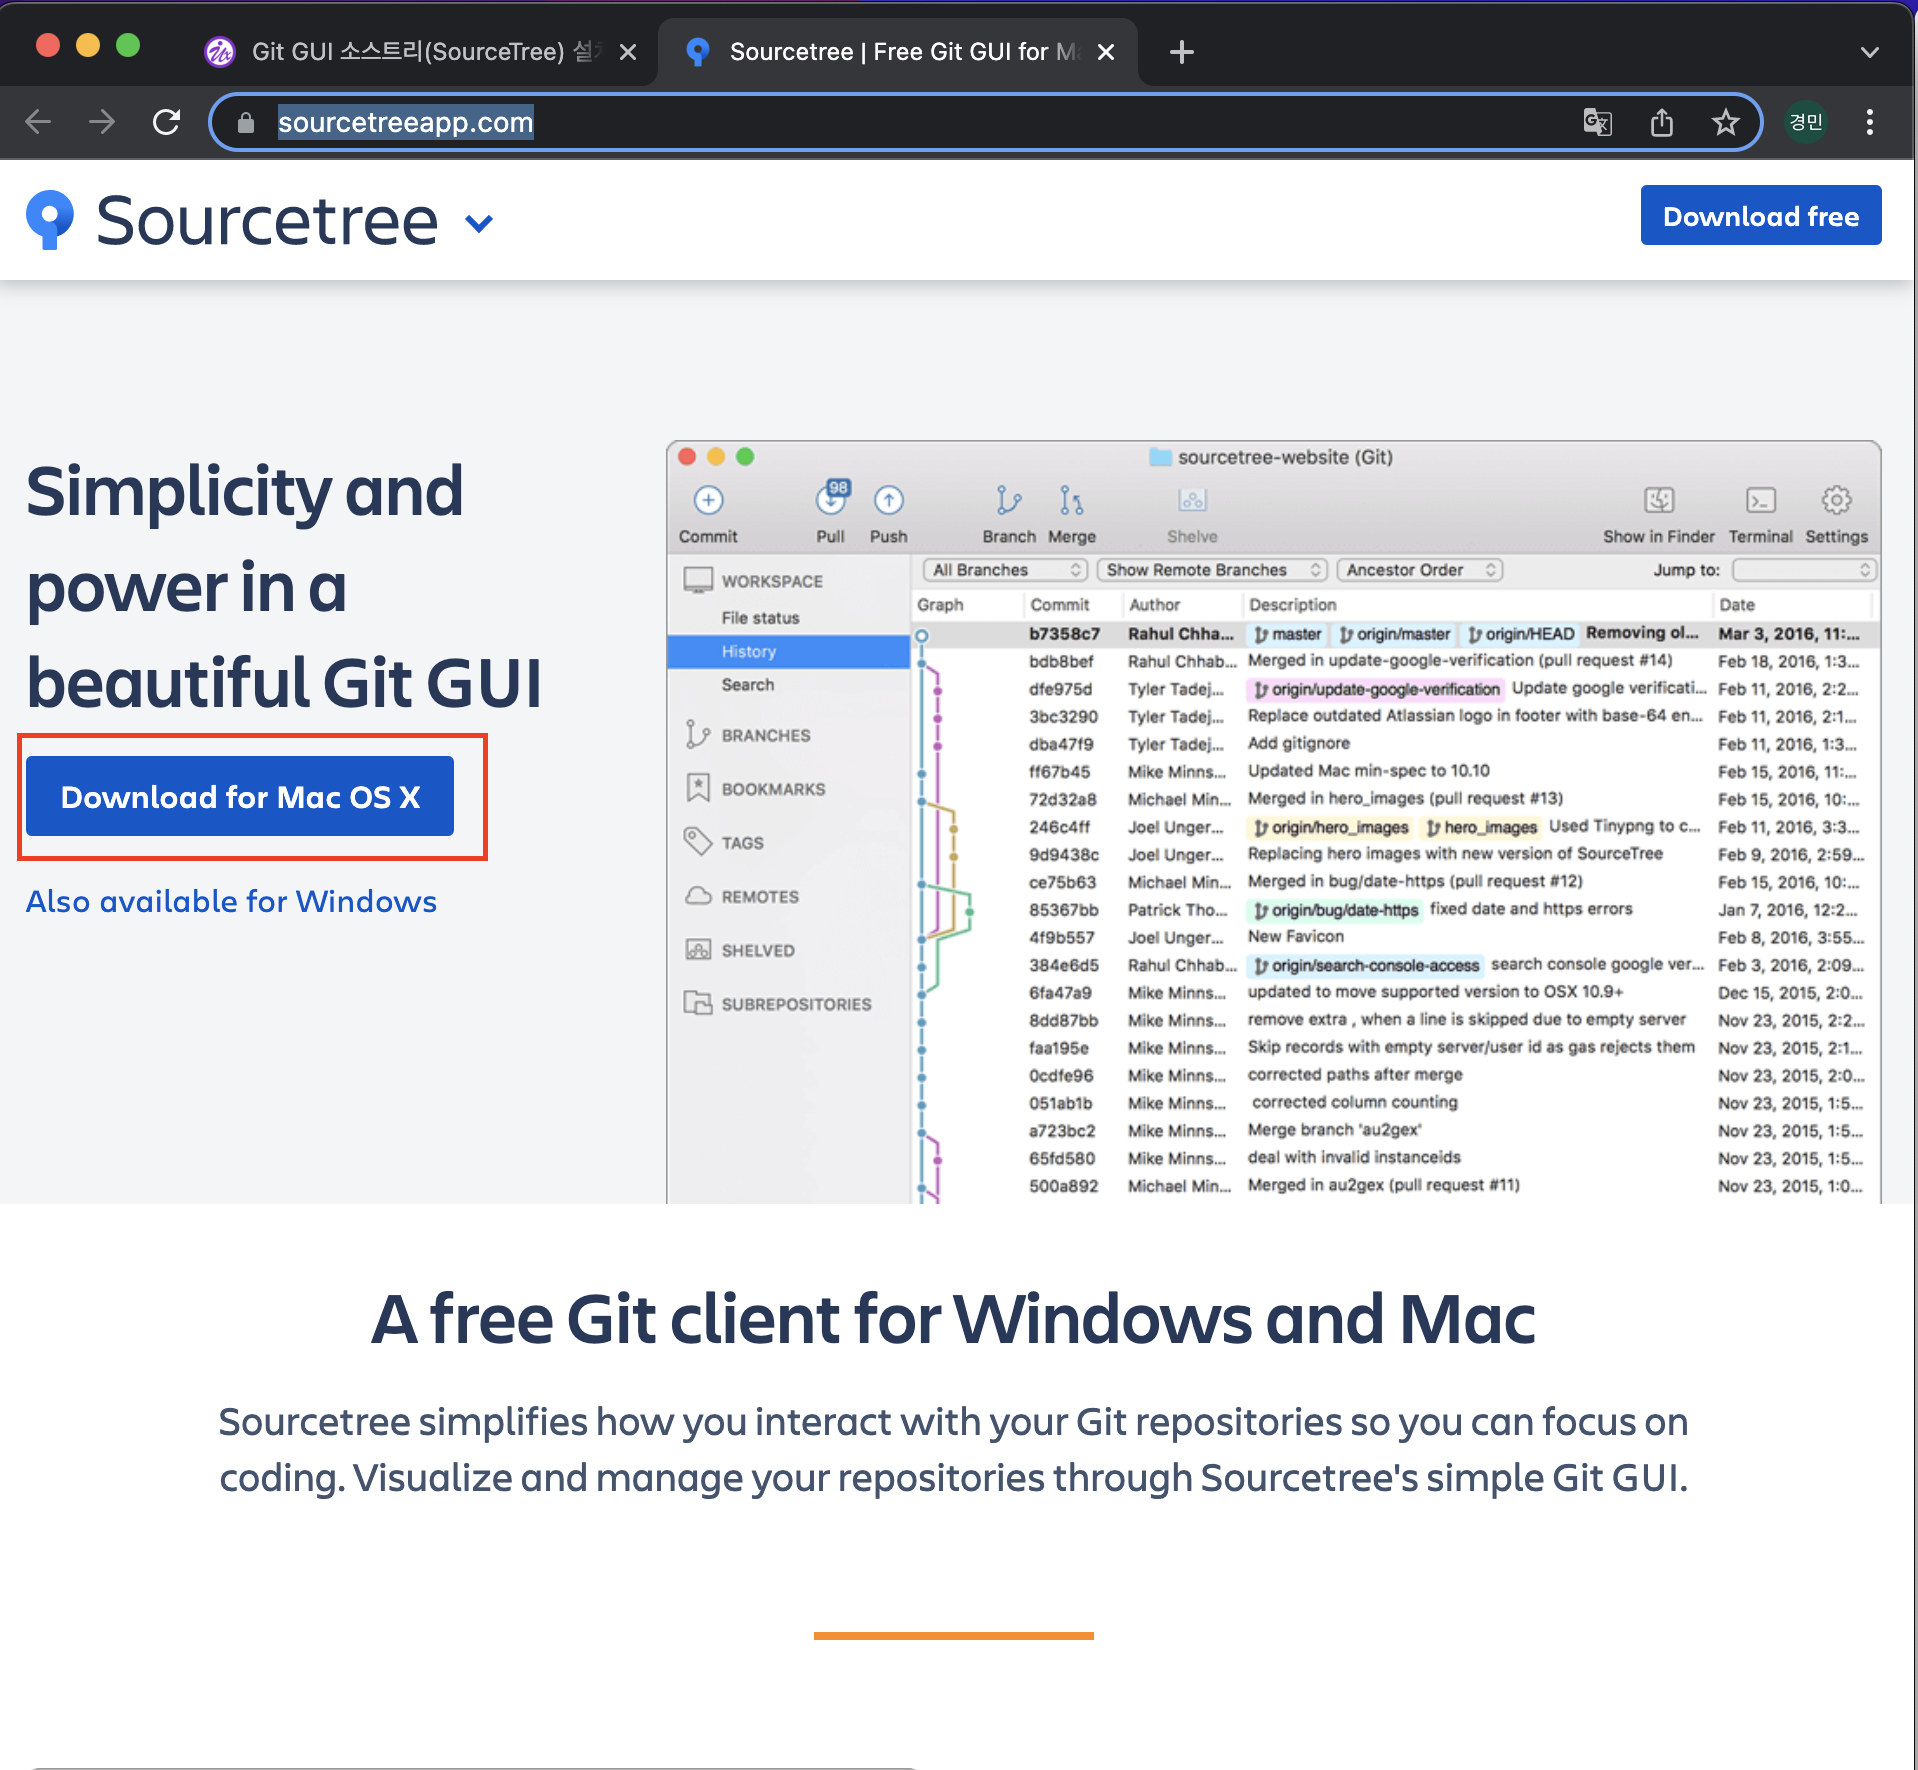 Git GUI 소스트리(SourceTree) 설치
Sourcetree | Free Git GUI for Ma
sourcetreeapp.com
경민
Sourcetree
Download free
Simplicity and
power in a
beautiful Git GUI
Download for Mac OS X
Also available for Windows
sourcetree-website (Git)
98
Commit Pull Push Branch Merge Shelve Show in Finder Terminal Settings
All Branches Show Remote Branches Ancestor Order Jump to:
WORKSPACE
File status
History
Search
BRANCHES
BOOKMARKS
TAGS
REMOTES
SHELVED
SUBREPOSITORIES
Graph Commit Author Description Date
b7358c7 Rahul Chha... master origin/master origin/HEAD Removing ol... Mar 3, 2016, 11:...
bdb8bef Rahul Chhab... Merged in update-google-verification (pull request #14) Feb 18, 2016, 1:3...
dfe975d Tyler Tadej... origin/update-google-verification Update google verificati... Feb 11, 2016, 2:2...
3bc3290 Tyler Tadej... Replace outdated Atlassian logo in footer with base-64 en... Feb 11, 2016, 2:1...
dba47f9 Tyler Tadej... Add gitignore Feb 11, 2016, 1:3...
ff67b45 Mike Minns... Updated Mac min-spec to 10.10 Feb 15, 2016, 11:...
72d32a8 Michael Min... Merged in hero_images (pull request #13) Feb 15, 2016, 10:...
246c4ff Joel Unger... origin/hero_images hero_images Used Tinypng to c... Feb 11, 2016, 3:3...
9d9438c Joel Unger... Replacing hero images with new version of SourceTree Feb 9, 2016, 2:59...
ce75b63 Michael Min... Merged in bug/date-https (pull request #12) Feb 15, 2016, 10:...
85367bb Patrick Tho... origin/bug/date-https fixed date and https errors Jan 7, 2016, 12:2...
4f9b557 Joel Unger... New Favicon Feb 8, 2016, 3:55...
384e6d5 Rahul Chhab... origin/search-console-access search console google ver... Feb 3, 2016, 2:09...
6fa47a9 Mike Minns... updated to move supported version to OSX 10.9+ Dec 15, 2015, 2:0...
8dd87bb Mike Minns... remove extra , when a line is skipped due to empty server Nov 23, 2015, 2:2...
faa195e Mike Minns... Skip records with empty server/user id as gas rejects them Nov 23, 2015, 2:1...
0cdfe96 Mike Minns... corrected paths after merge Nov 23, 2015, 2:0...
051ab1b Mike Minns... corrected column counting Nov 23, 2015, 1:5...
a723bc2 Mike Minns... Merge branch 'au2gex' Nov 23, 2015, 1:5...
65fd580 Mike Minns... deal with invalid instanceids Nov 23, 2015, 1:5...
500a892 Michael Min... Merged in au2gex (pull request #11) Nov 23, 2015, 1:0...
A free Git client for Windows and Mac
Sourcetree simplifies how you interact with your Git repositories so you can focus on
coding. Visualize and manage your repositories through Sourcetree's simple Git GUI.